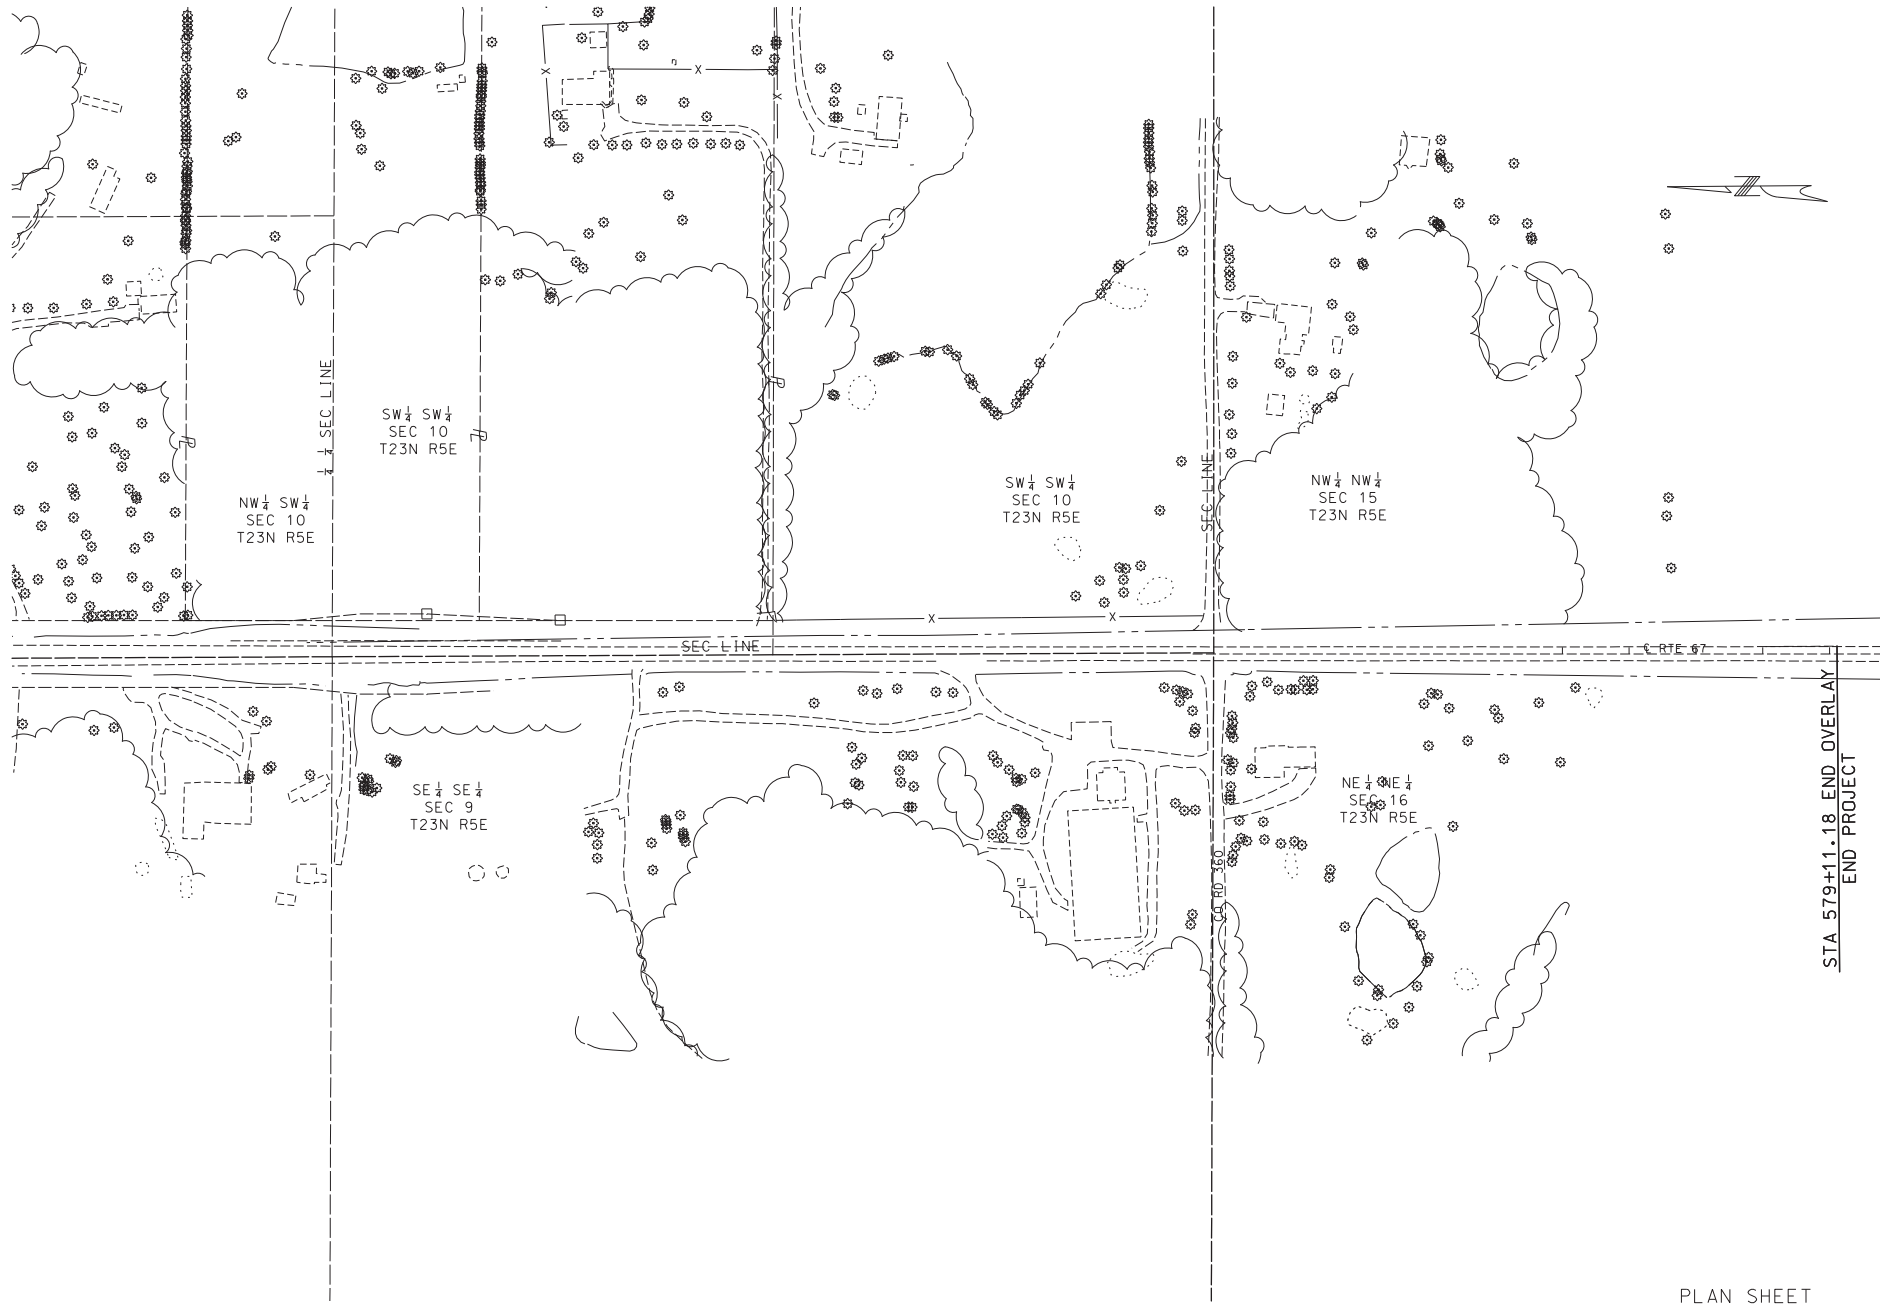 ¼ ¼ SEC LINE
SW¼ SW¼
SEC 10
T23N R5E
NW¼ SW¼
SEC 10
T23N R5E
SW¼ SW¼
SEC 10
T23N R5E
SEC LINE
NW¼ NW¼
SEC 15
T23N R5E
SEC LINE
℄ RTE 67
SE¼ SE¼
SEC 9
T23N R5E
CO RD 360
NE¼ NE¼
SEC 16
T23N R5E
STA 579+11.18 END OVERLAY
END PROJECT
PLAN SHEET
X
X
X
X
X